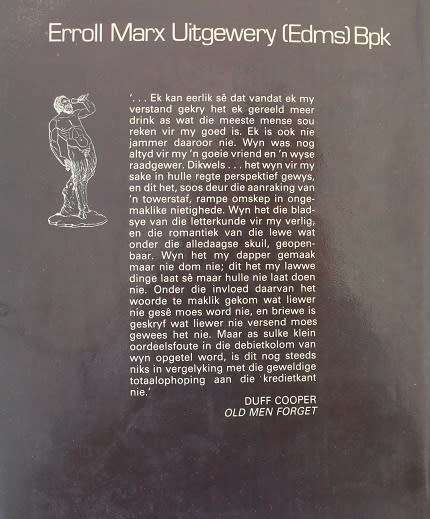 Erroll Marx Uitgewery (Edms) Bpk
'. . . Ek kan eerlik sê dat vandat ek my
verstand gekry het ek gereeld meer
drink as wat die meeste mense sou
reken vir my goed is. Ek is ook nie
jammer daaroor nie. Wyn was nog
altyd vir my 'n goeie vriend en 'n wyse
raadgewer. Dikwels . . . het wyn vir my
sake in hulle regte perspektief gewys,
en dit het, soos deur die aanraking van
'n towerstaf, rampe omskep in onge-
maklike nietighede. Wyn het die blad-
sye van die letterkunde vir my verlig,
en die romantiek van die lewe wat
onder die alledaagse skuil, geopen-
baar. Wyn het my dapper gemaak
maar nie dom nie; dit het my lawwe
dinge laat sê maar hulle nie laat doen
nie. Onder die invloed daarvan het
woorde te maklik gekom wat liewer
nie gesê moes word nie, en briewe is
geskryf wat liewer nie versend moes
gewees het nie. Maar as sulke klein
oordeelsfoute in die debietkolom van
wyn opgetel word, is dit nog steeds
niks in vergelyking met die geweldige
totaalophoping aan die kredietkant
nie.'
DUFF COOPER
OLD MEN FORGET